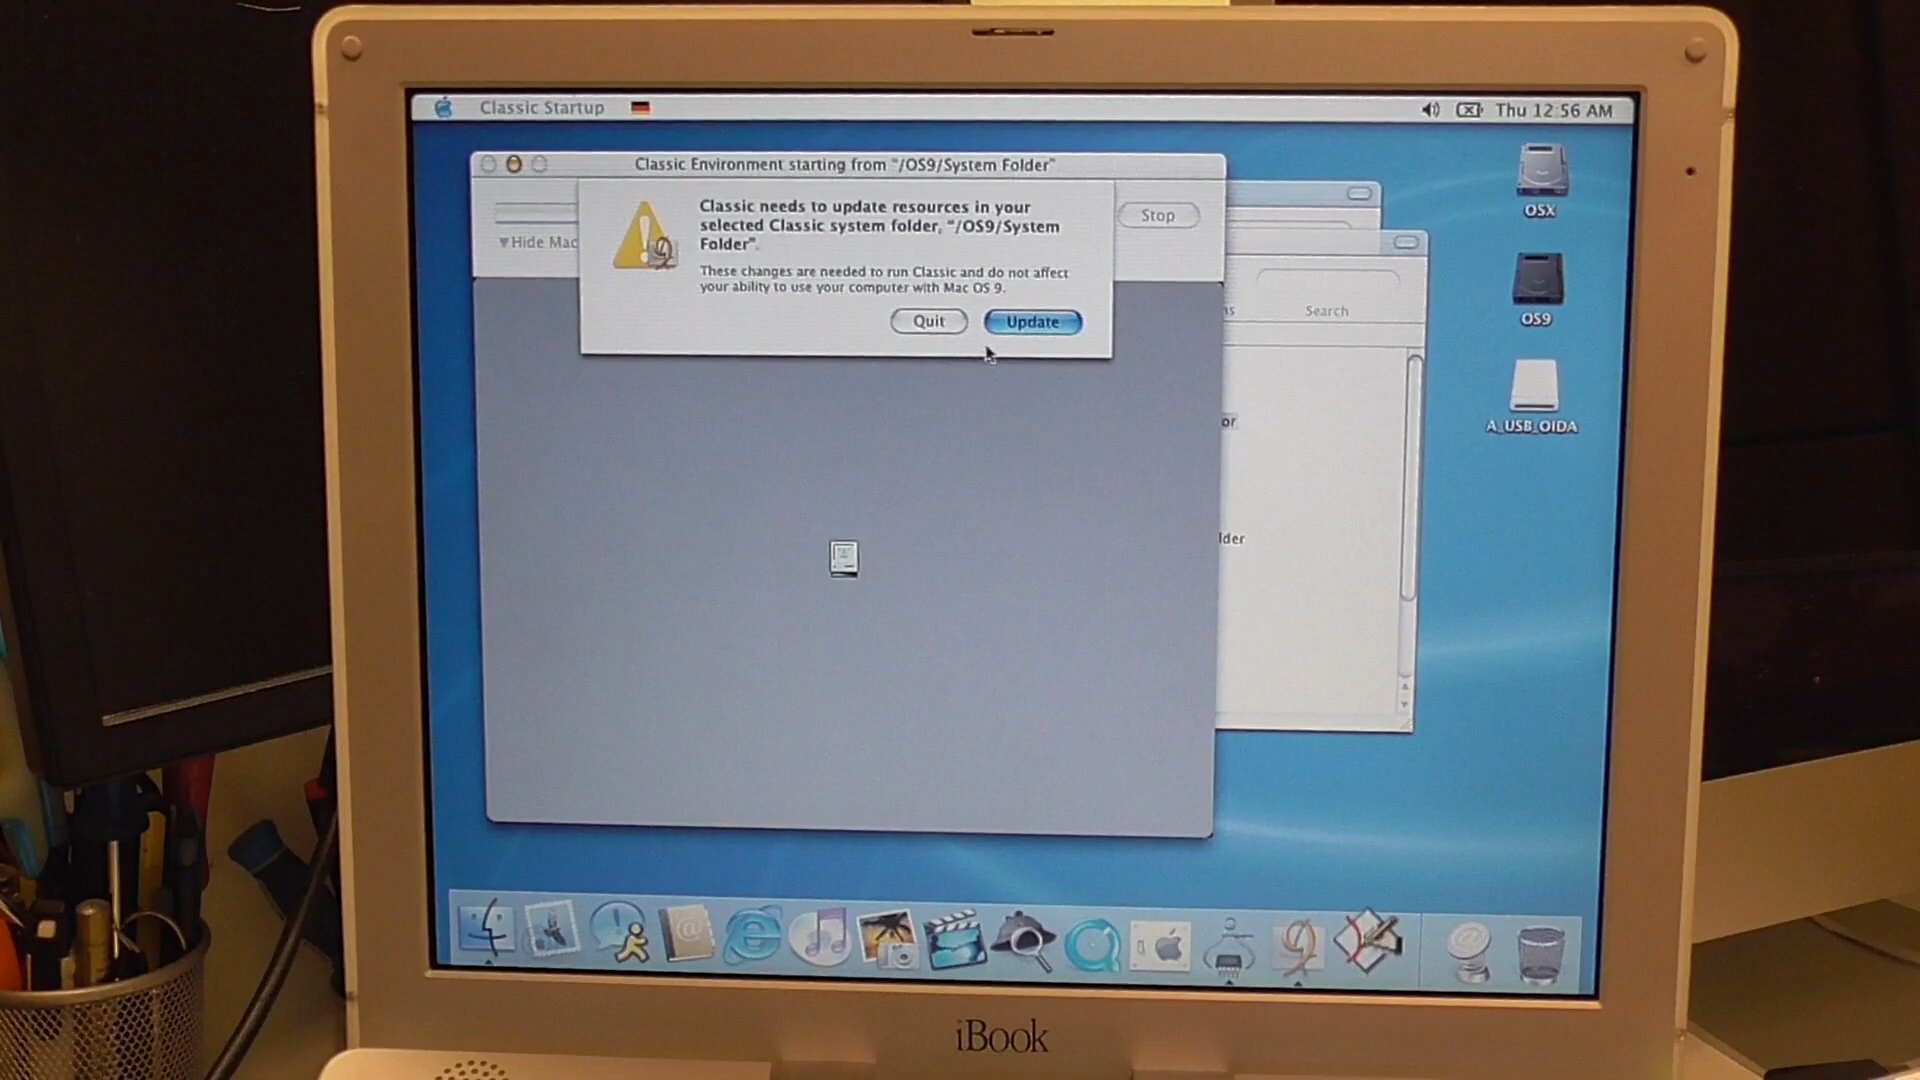 Classic Startup
Thu 12:56 AM
Classic Environment starting from "/OS9/System Folder"
Stop
Hide Mac
Classic needs to update resources in your
selected Classic system folder, "/OS9/System
Folder".
These changes are needed to run Classic and do not affect
your ability to use your computer with Mac OS 9.
Quit
Update
Search
or
lder
OSX
OS9
A_USB_OIDA
iBook